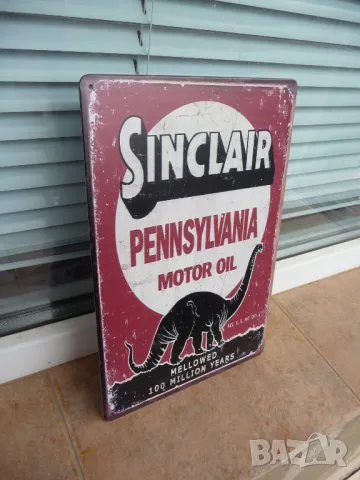 SINCLAIR
PENNSYLVANIA
MOTOR OIL
MELLOWED
100 MILLION YEARS
BAZAR